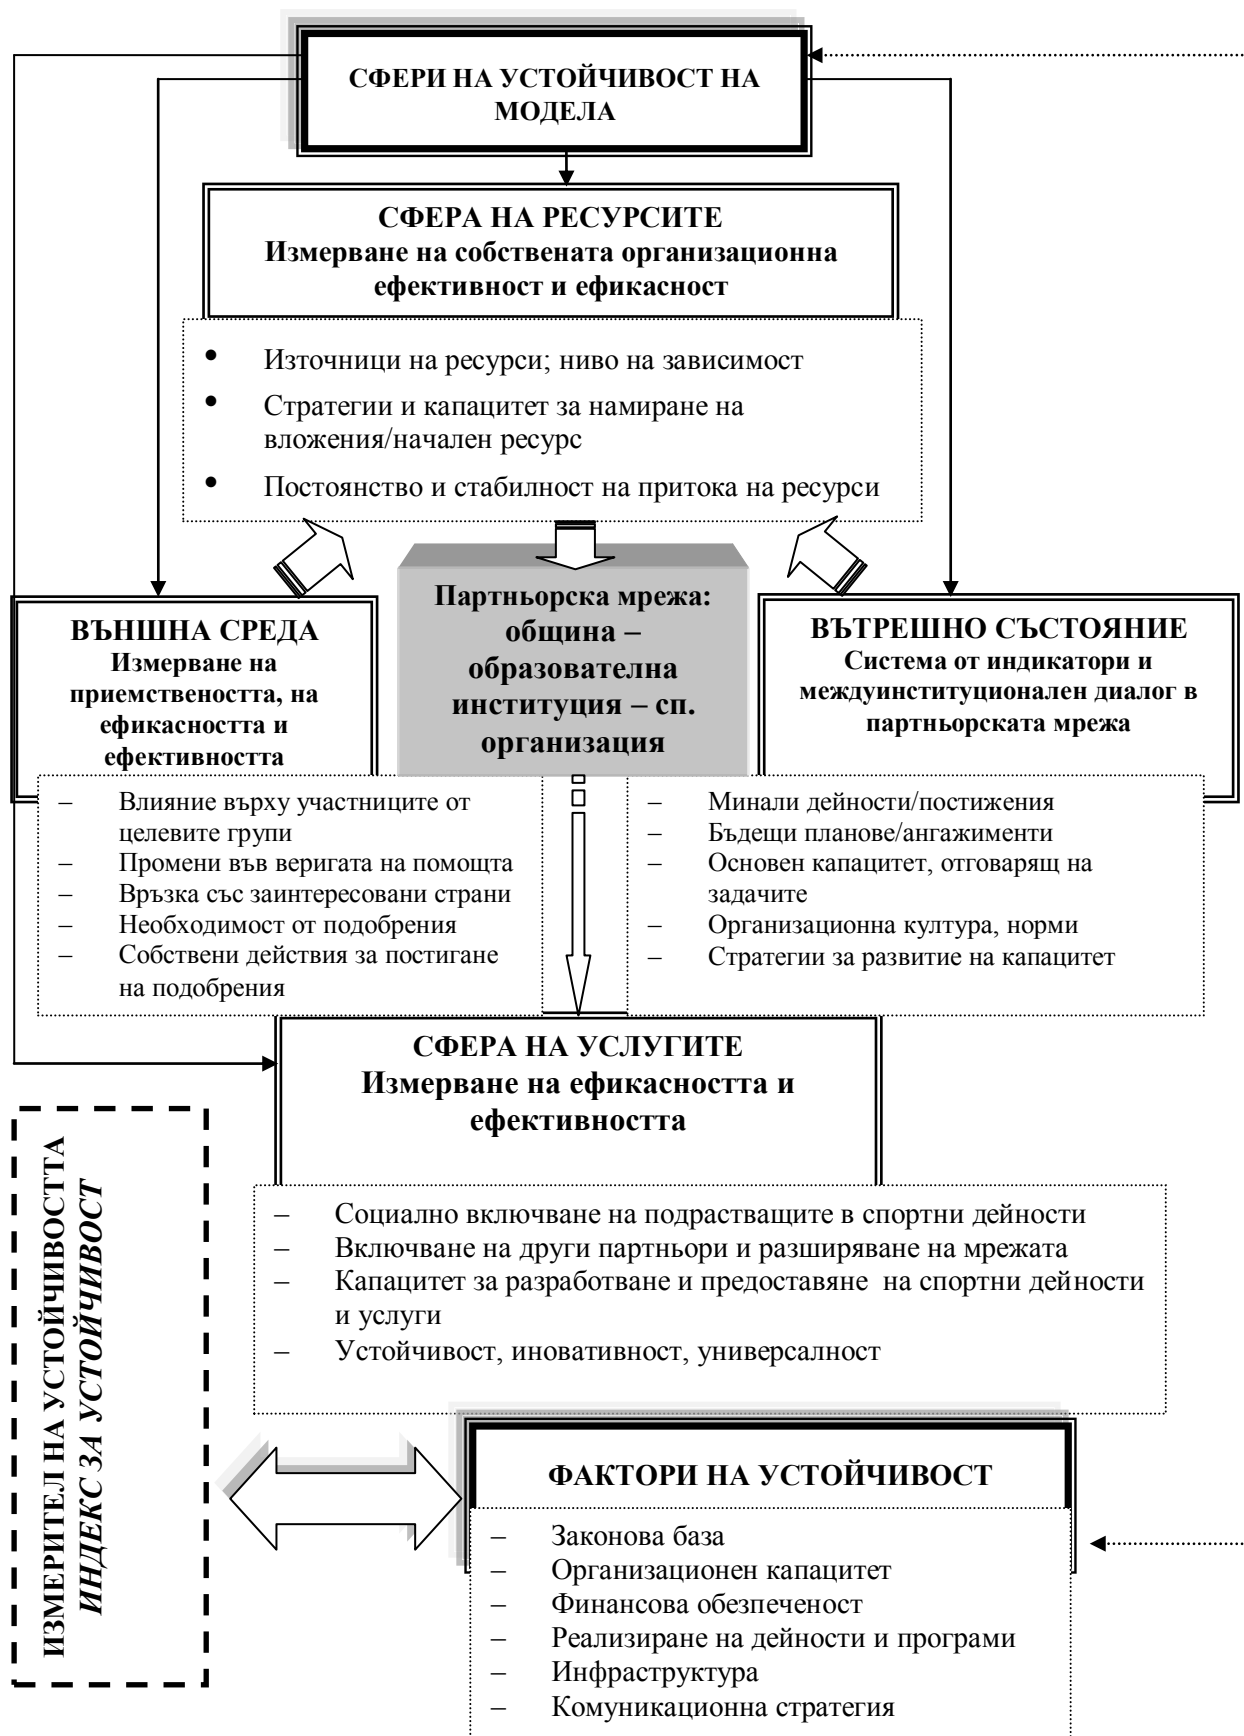 СФЕРИ НА УСТОЙЧИВОСТ НА
МОДЕЛА
СФЕРА НА РЕСУРСИТЕ
Измерване на собствената организационна
ефективност и ефикасност
• Източници на ресурси; ниво на зависимост
• Стратегии и капацитет за намиране на
вложения/начален ресурс
• Постоянство и стабилност на притока на ресурси
Партньорска мрежа:
община –
образователна
институция – сп.
организация
ВЪНШНА СРЕДА
Измерване на
приемствеността, на
ефикасността и
ефективността
– Влияние върху участниците от
целевите групи
– Промени във веригата на помощта
– Връзка със заинтересовани страни
– Необходимост от подобрения
– Собствени действия за постигане
на подобрения
ВЪТРЕШНО СЪСТОЯНИЕ
Система от индикатори и
междуинституционален диалог в
партньорската мрежа
– Минали дейности/постижения
– Бъдещи планове/ангажименти
– Основен капацитет, отговарящ на
задачите
– Организационна култура, норми
– Стратегии за развитие на капацитет
СФЕРА НА УСЛУГИТЕ
Измерване на ефикасността и
ефективността
– Социално включване на подрастващите в спортни дейности
– Включване на други партньори и разширяване на мрежата
– Капацитет за разработване и предоставяне на спортни дейности
и услуги
– Устойчивост, иновативност, универсалност
ИЗМЕРИТЕЛ НА УСТОЙЧИВОСТТА
ИНДЕКС ЗА УСТОЙЧИВОСТ
ФАКТОРИ НА УСТОЙЧИВОСТ
– Законова база
– Организационен капацитет
– Финансова обезпеченост
– Реализиране на дейности и програми
– Инфраструктура
– Комуникационна стратегия